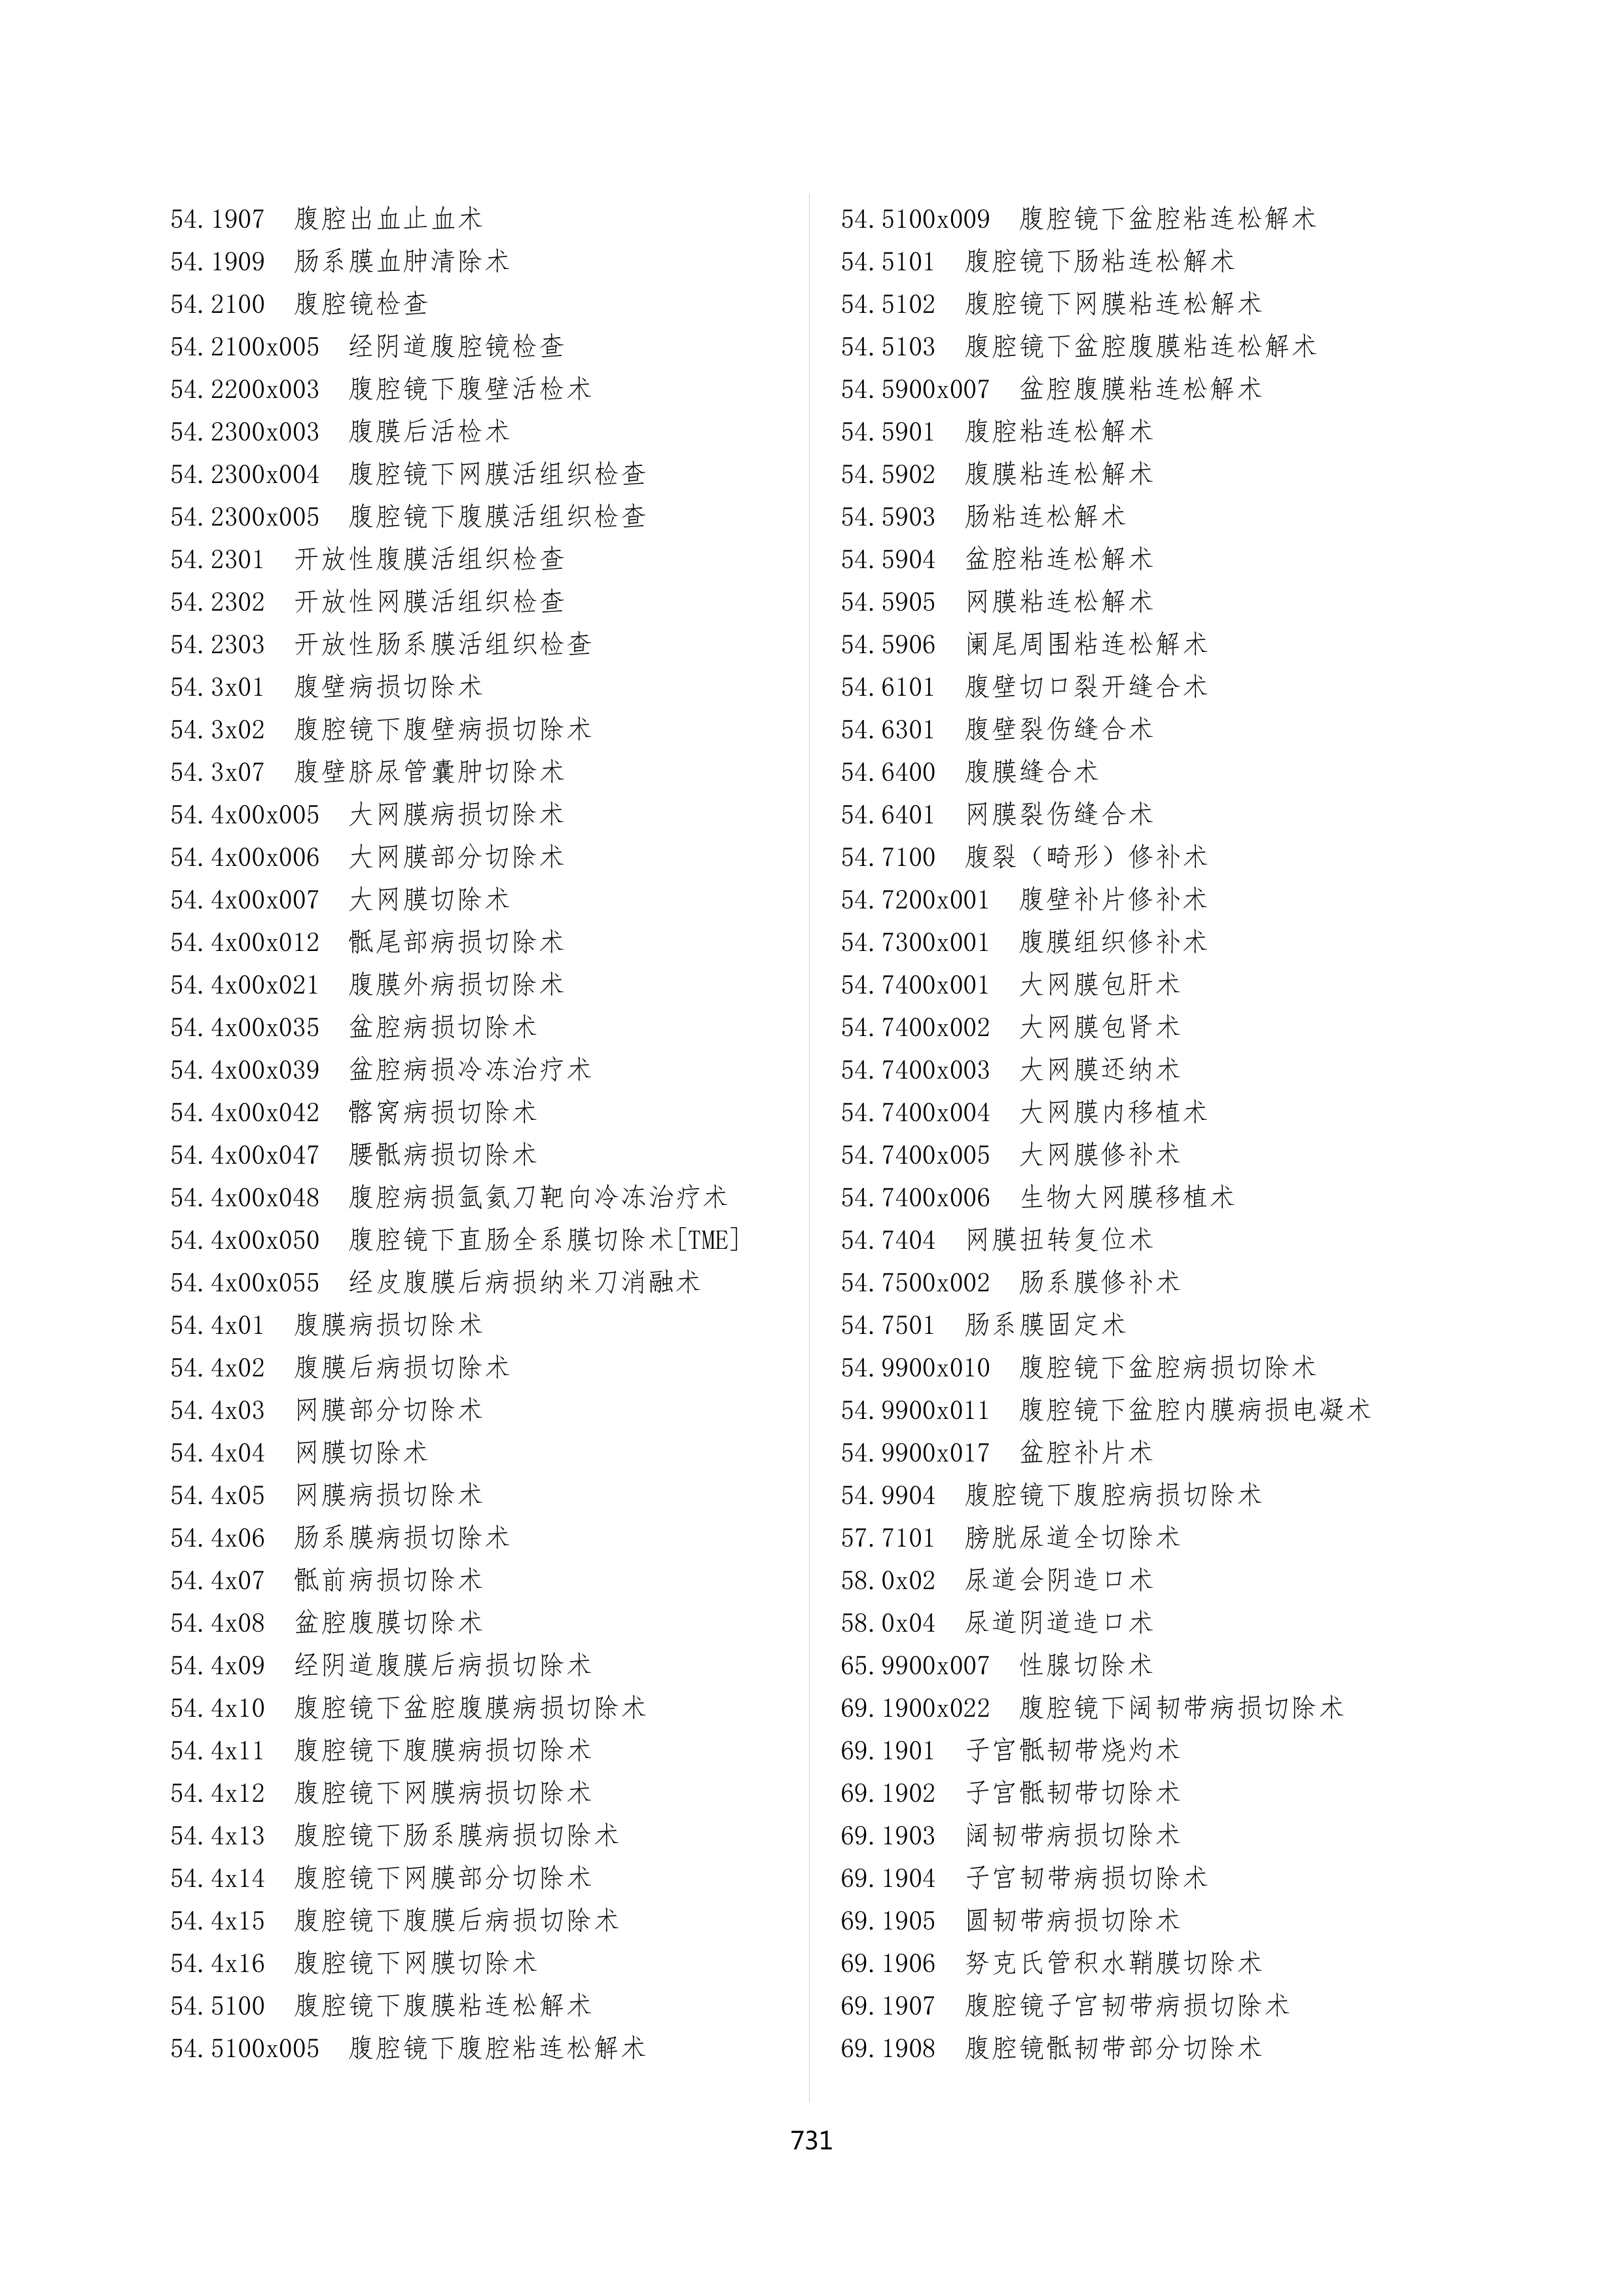 54.1907 腹腔出血止血术
54.1909 肠系膜血肿清除术
54.2100 腹腔镜检查
54.2100x005 经阴道腹腔镜检查
54.2200x003 腹腔镜下腹壁活检术
54.2300x003 腹膜后活检术
54.2300x004 腹腔镜下网膜活组织检查
54.2300x005 腹腔镜下腹膜活组织检查
54.2301 开放性腹膜活组织检查
54.2302 开放性网膜活组织检查
54.2303 开放性肠系膜活组织检查
54.3x01 腹壁病损切除术
54.3x02 腹腔镜下腹壁病损切除术
54.3x07 腹壁脐尿管囊肿切除术
54.4x00x005 大网膜病损切除术
54.4x00x006 大网膜部分切除术
54.4x00x007 大网膜切除术
54.4x00x012 骶尾部病损切除术
54.4x00x021 腹膜外病损切除术
54.4x00x035 盆腔病损切除术
54.4x00x039 盆腔病损冷冻治疗术
54.4x00x042 髂窝病损切除术
54.4x00x047 腰骶病损切除术
54.4x00x048 腹腔病损氩氦刀靶向冷冻治疗术
54.4x00x050 腹腔镜下直肠全系膜切除术[TME]
54.4x00x055 经皮腹膜后病损纳米刀消融术
54.4x01 腹膜病损切除术
54.4x02 腹膜后病损切除术
54.4x03 网膜部分切除术
54.4x04 网膜切除术
54.4x05 网膜病损切除术
54.4x06 肠系膜病损切除术
54.4x07 骶前病损切除术
54.4x08 盆腔腹膜切除术
54.4x09 经阴道腹膜后病损切除术
54.4x10 腹腔镜下盆腔腹膜病损切除术
54.4x11 腹腔镜下腹膜病损切除术
54.4x12 腹腔镜下网膜病损切除术
54.4x13 腹腔镜下肠系膜病损切除术
54.4x14 腹腔镜下网膜部分切除术
54.4x15 腹腔镜下腹膜后病损切除术
54.4x16 腹腔镜下网膜切除术
54.5100 腹腔镜下腹膜粘连松解术
54.5100x005 腹腔镜下腹腔粘连松解术
54.5100x009 腹腔镜下盆腔粘连松解术
54.5101 腹腔镜下肠粘连松解术
54.5102 腹腔镜下网膜粘连松解术
54.5103 腹腔镜下盆腔腹膜粘连松解术
54.5900x007 盆腔腹膜粘连松解术
54.5901 腹腔粘连松解术
54.5902 腹膜粘连松解术
54.5903 肠粘连松解术
54.5904 盆腔粘连松解术
54.5905 网膜粘连松解术
54.5906 阑尾周围粘连松解术
54.6101 腹壁切口裂开缝合术
54.6301 腹壁裂伤缝合术
54.6400 腹膜缝合术
54.6401 网膜裂伤缝合术
54.7100 腹裂（畸形）修补术
54.7200x001 腹壁补片修补术
54.7300x001 腹膜组织修补术
54.7400x001 大网膜包肝术
54.7400x002 大网膜包肾术
54.7400x003 大网膜还纳术
54.7400x004 大网膜内移植术
54.7400x005 大网膜修补术
54.7400x006 生物大网膜移植术
54.7404 网膜扭转复位术
54.7500x002 肠系膜修补术
54.7501 肠系膜固定术
54.9900x010 腹腔镜下盆腔病损切除术
54.9900x011 腹腔镜下盆腔内膜病损电凝术
54.9900x017 盆腔补片术
54.9904 腹腔镜下腹腔病损切除术
57.7101 膀胱尿道全切除术
58.0x02 尿道会阴造口术
58.0x04 尿道阴道造口术
65.9900x007 性腺切除术
69.1900x022 腹腔镜下阔韧带病损切除术
69.1901 子宫骶韧带烧灼术
69.1902 子宫骶韧带切除术
69.1903 阔韧带病损切除术
69.1904 子宫韧带病损切除术
69.1905 圆韧带病损切除术
69.1906 努克氏管积水鞘膜切除术
69.1907 腹腔镜子宫韧带病损切除术
69.1908 腹腔镜骶韧带部分切除术
731